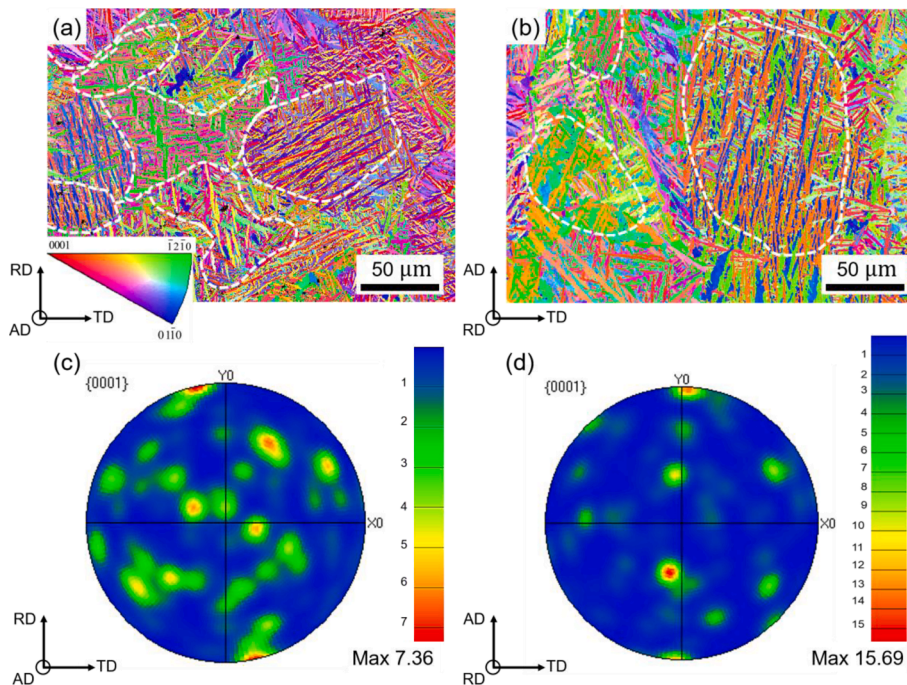 (a)
0001
1̅21̅0
011̅0
50 μm
RD
AD
TD
(b)
50 μm
AD
RD
TD
(c)
{0001}
Y0
X0
1
2
3
4
5
6
7
RD
AD
TD
Max 7.36
(d)
{0001}
Y0
X0
1
2
3
4
5
6
7
8
9
10
11
12
13
14
15
AD
RD
TD
Max 15.69